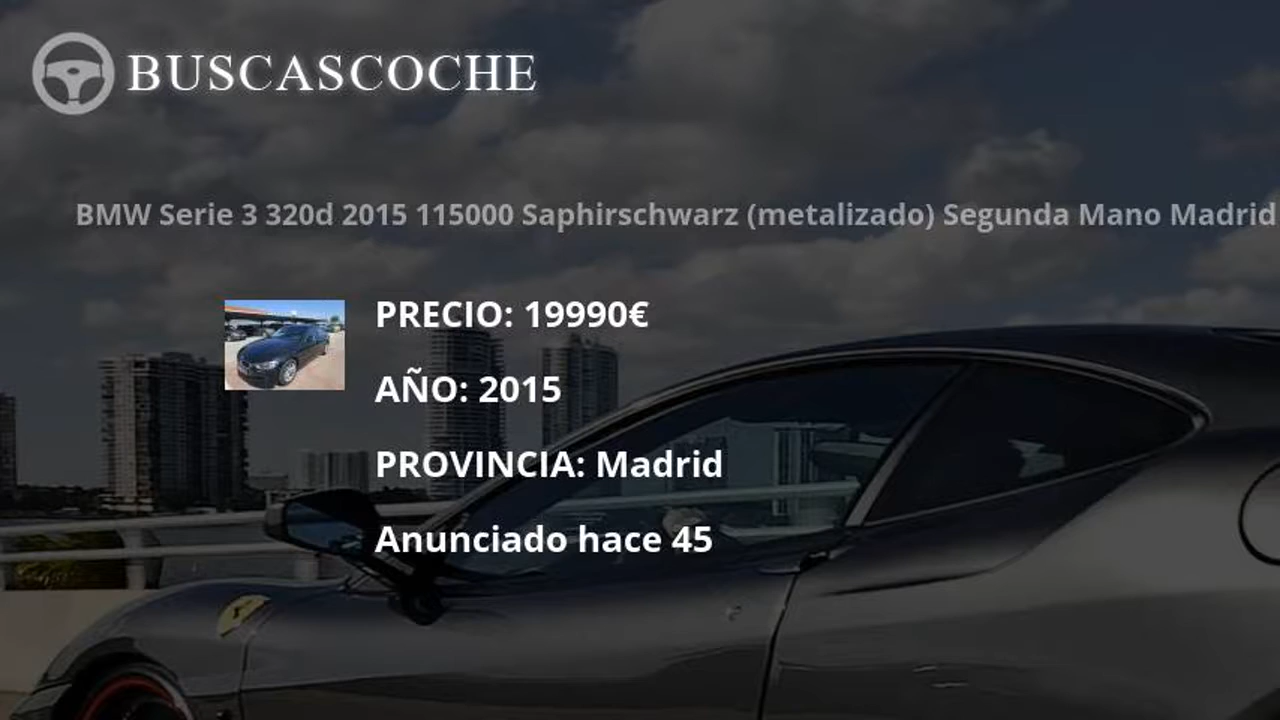 BUSCASCOCHE
BMW Serie 3 320d 2015 115000 Saphirschwarz (metalizado) Segunda Mano Madrid
PRECIO: 19990€
AÑO: 2015
PROVINCIA: Madrid
Anunciado hace 45